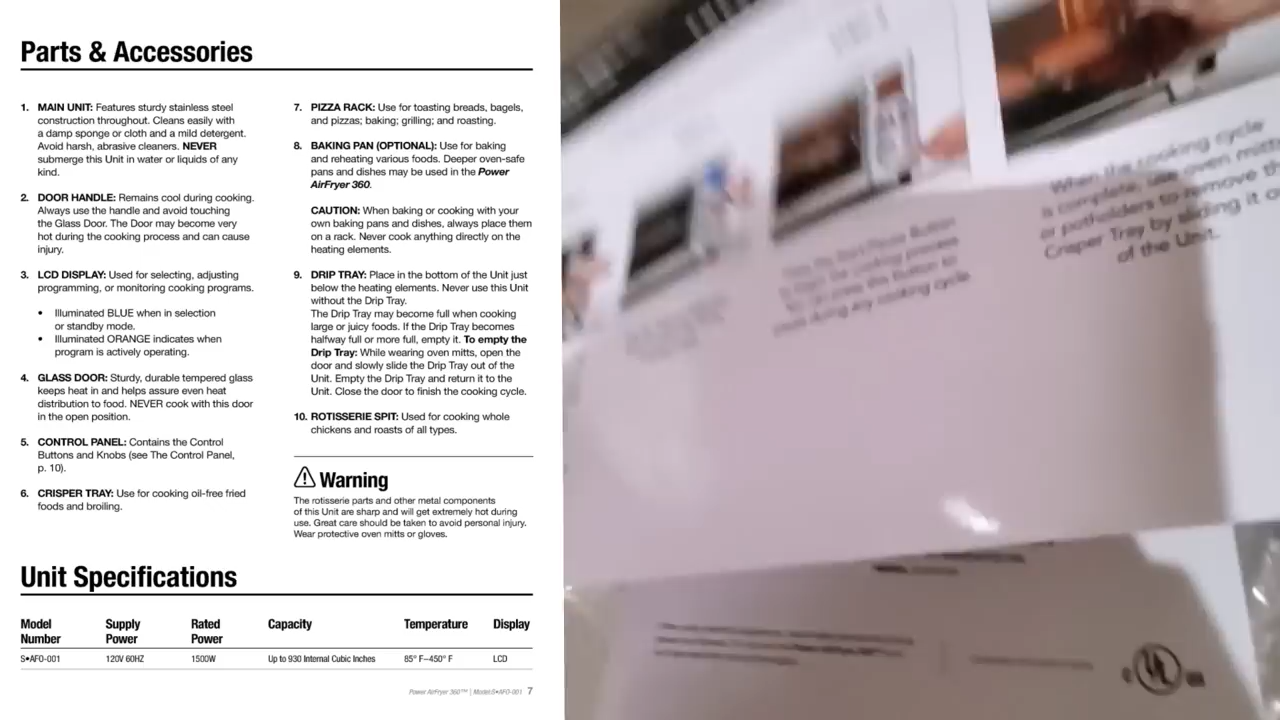 Parts & Accessories
1. MAIN UNIT: Features sturdy stainless steel
construction throughout. Cleans easily with
a damp sponge or cloth and a mild detergent.
Avoid harsh, abrasive cleaners. NEVER
submerge this Unit in water or liquids of any
kind.
2. DOOR HANDLE: Remains cool during cooking.
Always use the handle and avoid touching
the Glass Door. The Door may become very
hot during the cooking process and can cause
injury.
3. LCD DISPLAY: Used for selecting, adjusting
programming, or monitoring cooking programs.
• Illuminated BLUE when in selection
or standby mode.
• Illuminated ORANGE indicates when
program is actively operating.
4. GLASS DOOR: Sturdy, durable tempered glass
keeps heat in and helps assure even heat
distribution to food. NEVER cook with this door
in the open position.
5. CONTROL PANEL: Contains the Control
Buttons and Knobs (see The Control Panel,
p. 10).
6. CRISPER TRAY: Use for cooking oil-free fried
foods and broiling.
7. PIZZA RACK: Use for toasting breads, bagels,
and pizzas; baking; grilling; and roasting.
8. BAKING PAN (OPTIONAL): Use for baking
and reheating various foods. Deeper oven-safe
pans and dishes may be used in the Power
AirFryer 360.
CAUTION: When baking or cooking with your
own baking pans and dishes, always place them
on a rack. Never cook anything directly on the
heating elements.
9. DRIP TRAY: Place in the bottom of the Unit just
below the heating elements. Never use this Unit
without the Drip Tray.
The Drip Tray may become full when cooking
large or juicy foods. If the Drip Tray becomes
halfway full or more full, empty it. To empty the
Drip Tray: While wearing oven mitts, open the
door and slowly slide the Drip Tray out of the
Unit. Empty the Drip Tray and return it to the
Unit. Close the door to finish the cooking cycle.
10. ROTISSERIE SPIT: Used for cooking whole
chickens and roasts of all types.
Warning
The rotisserie parts and other metal components
of this Unit are sharp and will get extremely hot during
use. Great care should be taken to avoid personal injury.
Wear protective oven mitts or gloves.
Unit Specifications
Model Number Supply Power Rated Power Capacity Temperature Display
S•AFO-001 120V 60HZ 1500W Up to 930 Internal Cubic Inches 85° F–450° F LCD
Power AirFryer 360™ | Model:S•AFO-001 7
When the cooking cycle
is complete, use oven mitts
or potholders to remove the
Crisper Tray by sliding it out
of the Unit.
UL